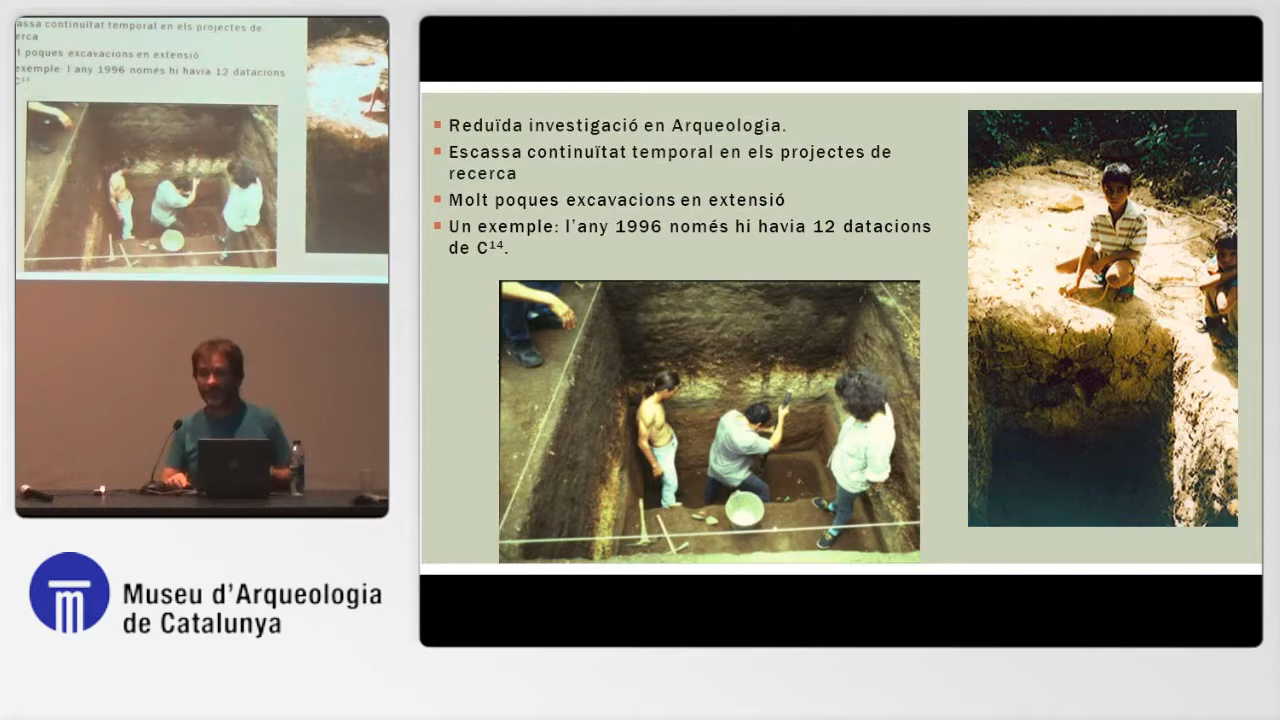 assa continuïtat temporal en els projectes de
erca
t poques excavacions en extensió
exemple: l'any 1996 només hi havia 12 datacions
C¹⁴
Museu d'Arqueologia
de Catalunya
Reduïda investigació en Arqueologia.
Escassa continuïtat temporal en els projectes de
recerca
Molt poques excavacions en extensió
Un exemple: l'any 1996 només hi havia 12 datacions
de C¹⁴.